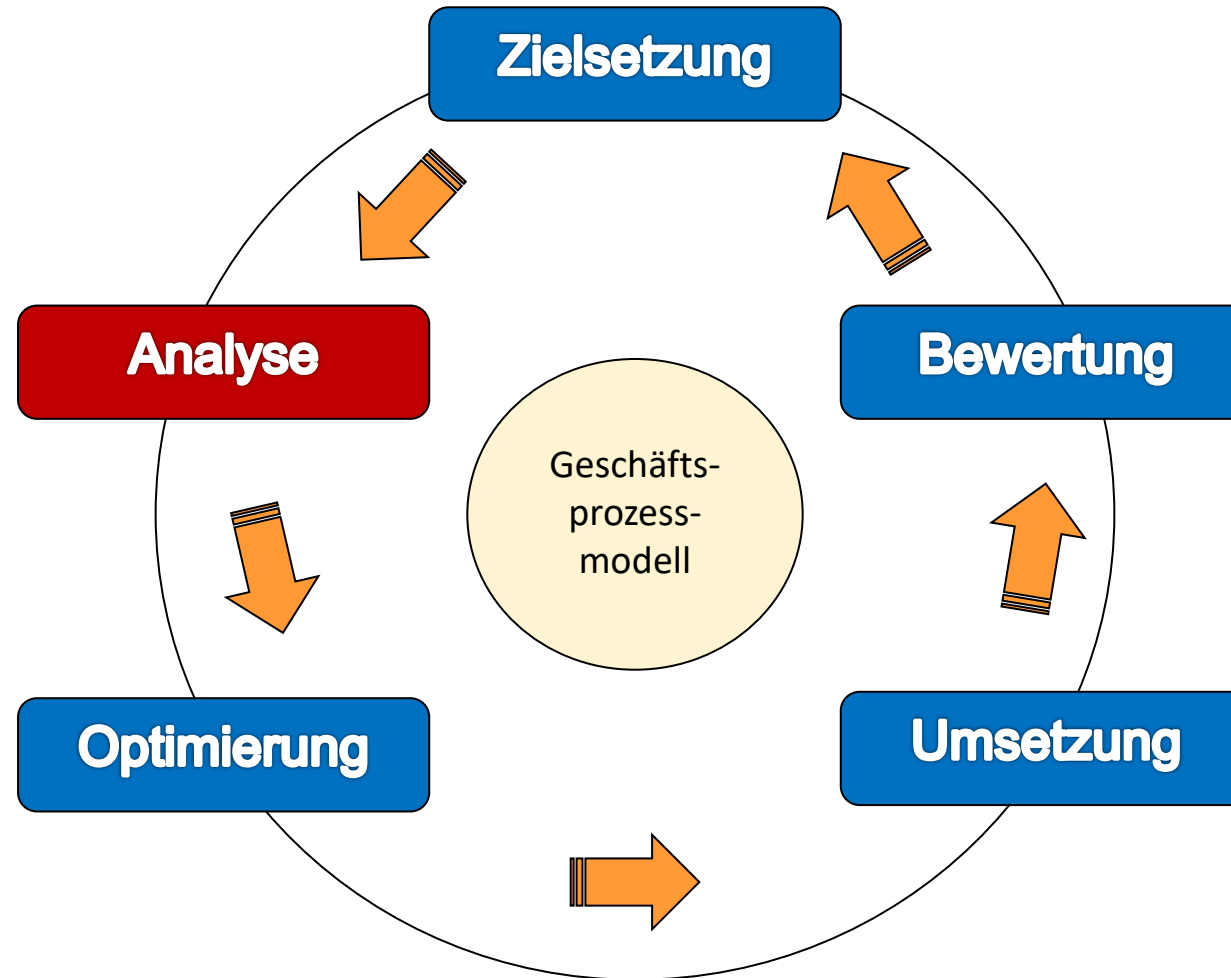 Zielsetzung
Analyse
Bewertung
Geschäfts-
prozess-
modell
Optimierung
Umsetzung